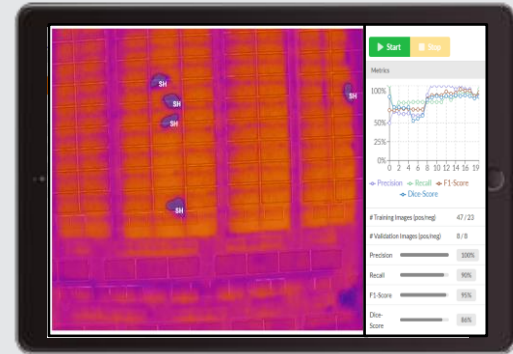 Start
Stop
Metrics
SH
SH
SH
SH
SH
100%
50%
25%
0%
0 2 4 6 8 10 12 14 16 19
Precision Recall F1-Score
Dice-Score
# Training Images (pos/neg) 47 / 23
# Validation Images (pos/neg) 8 / 8
Precision 100%
Recall 90%
F1-Score 95%
Dice-
Score 86%